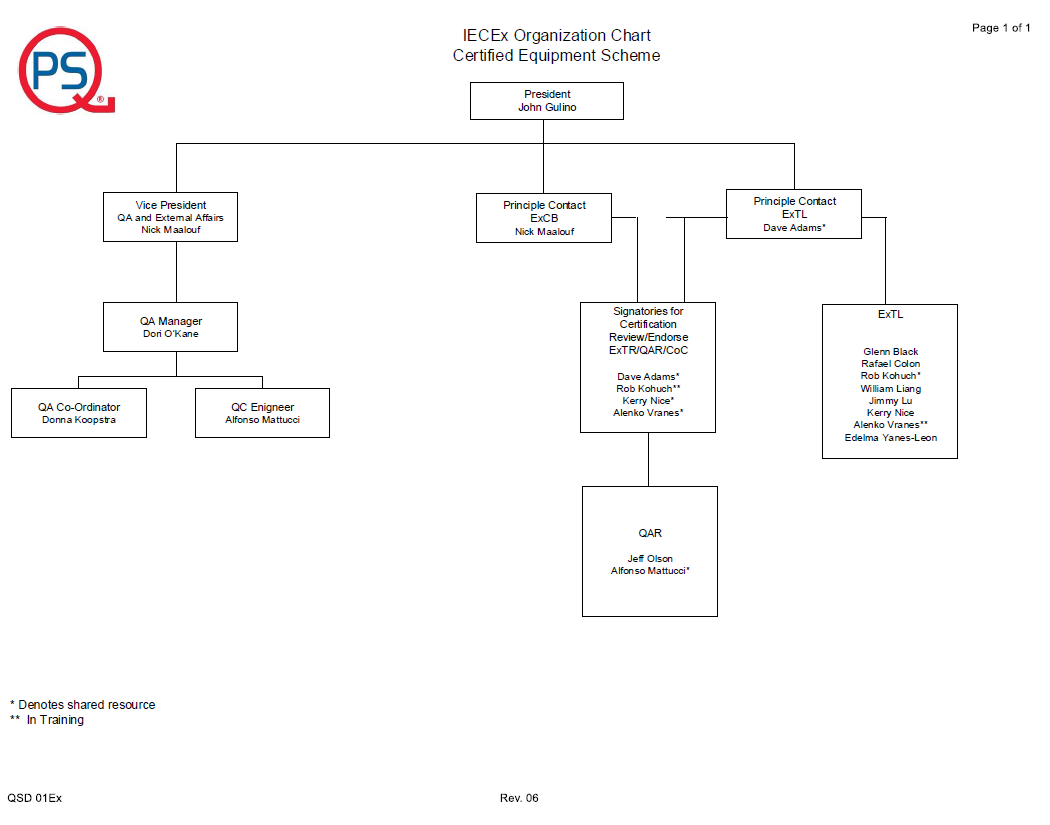 PSQ®
IECEx Organization Chart
Certified Equipment Scheme
Page 1 of 1
President
John Gulino
Vice President
QA and External Affairs
Nick Maalouf
Principle Contact
ExCB
Nick Maalouf
Principle Contact
ExTL
Dave Adams*
QA Manager
Dori O'Kane
QA Co-Ordinator
Donna Koopstra
QC Enigneer
Alfonso Mattucci
Signatories for
Certification
Review/Endorse
ExTR/QAR/CoC
Dave Adams*
Rob Kohuch**
Kerry Nice*
Alenko Vranes*
ExTL
Glenn Black
Rafael Colon
Rob Kohuch*
William Liang
Jimmy Lu
Kerry Nice
Alenko Vranes**
Edelma Yanes-Leon
QAR
Jeff Olson
Alfonso Mattucci*
* Denotes shared resource
** In Training
QSD 01Ex
Rev. 06